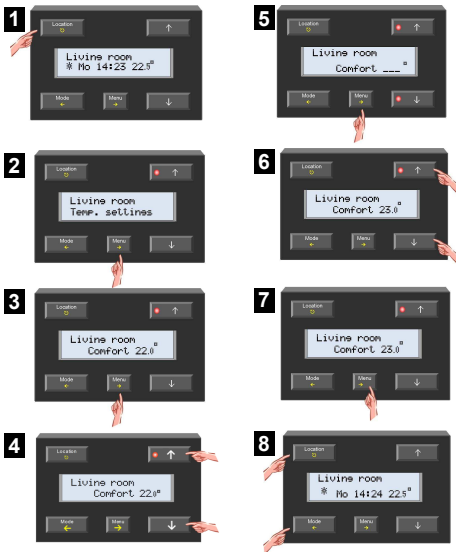 1
Location
Living room
☼ Mo 14:23 22.5°
Mode
Menu
2
Location
Living room
Temp. settings
Mode
Menu
3
Location
Living room
Comfort 22.0°
Mode
Menu
4
Location
Living room
Comfort 22.0°
Mode
Menu
5
Location
Living room
Comfort __._°
Mode
Menu
6
Location
Living room
Comfort 23.0°
Mode
Menu
7
Location
Living room
Comfort 23.0°
Mode
Menu
8
Location
Living room
☼ Mo 14:24 22.5°
Mode
Menu